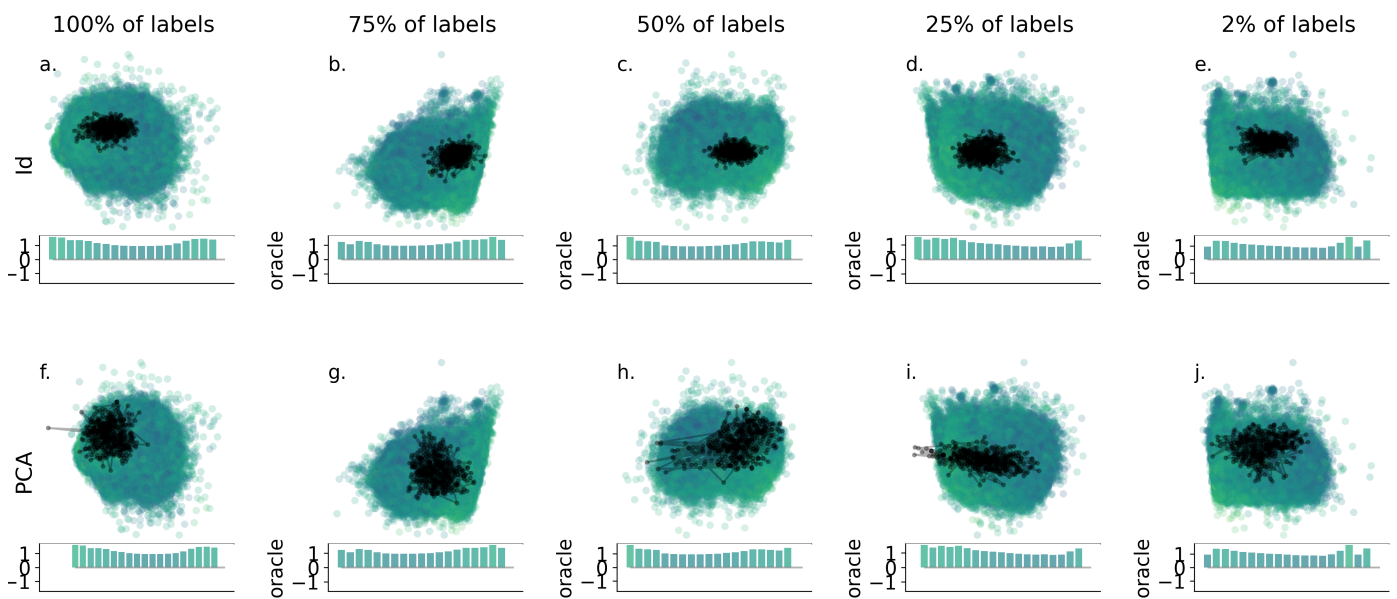 100% of labels 75% of labels 50% of labels 25% of labels 2% of labels
a. b. c. d. e.
Id
1 1 1 1 1
0 0 0 0 0
−1 −1 −1 −1 −1
oracle oracle oracle oracle
f. g. h. i. j.
PCA
1 1 1 1 1
0 0 0 0 0
−1 −1 −1 −1 −1
oracle oracle oracle oracle